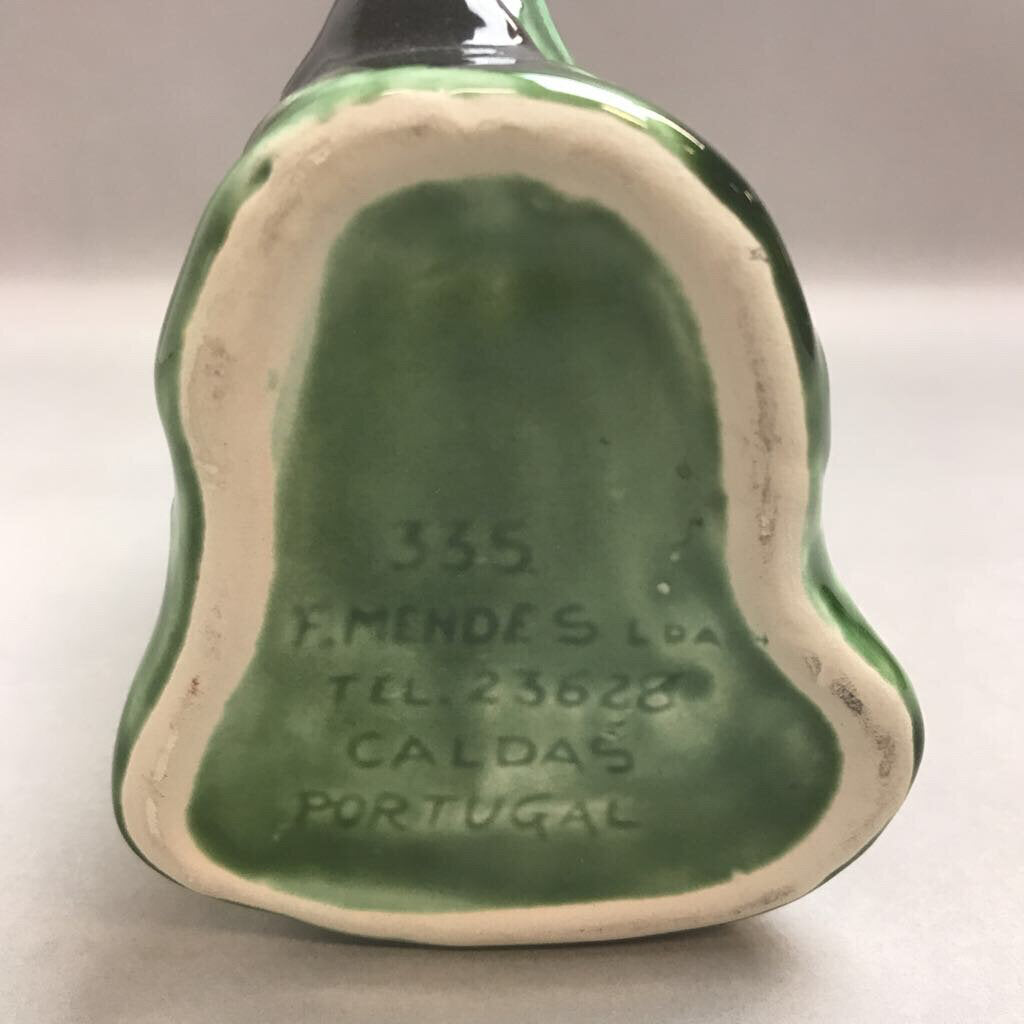 335
F. MENDES LDA.
TEL. 23628
CALDAS
PORTUGAL